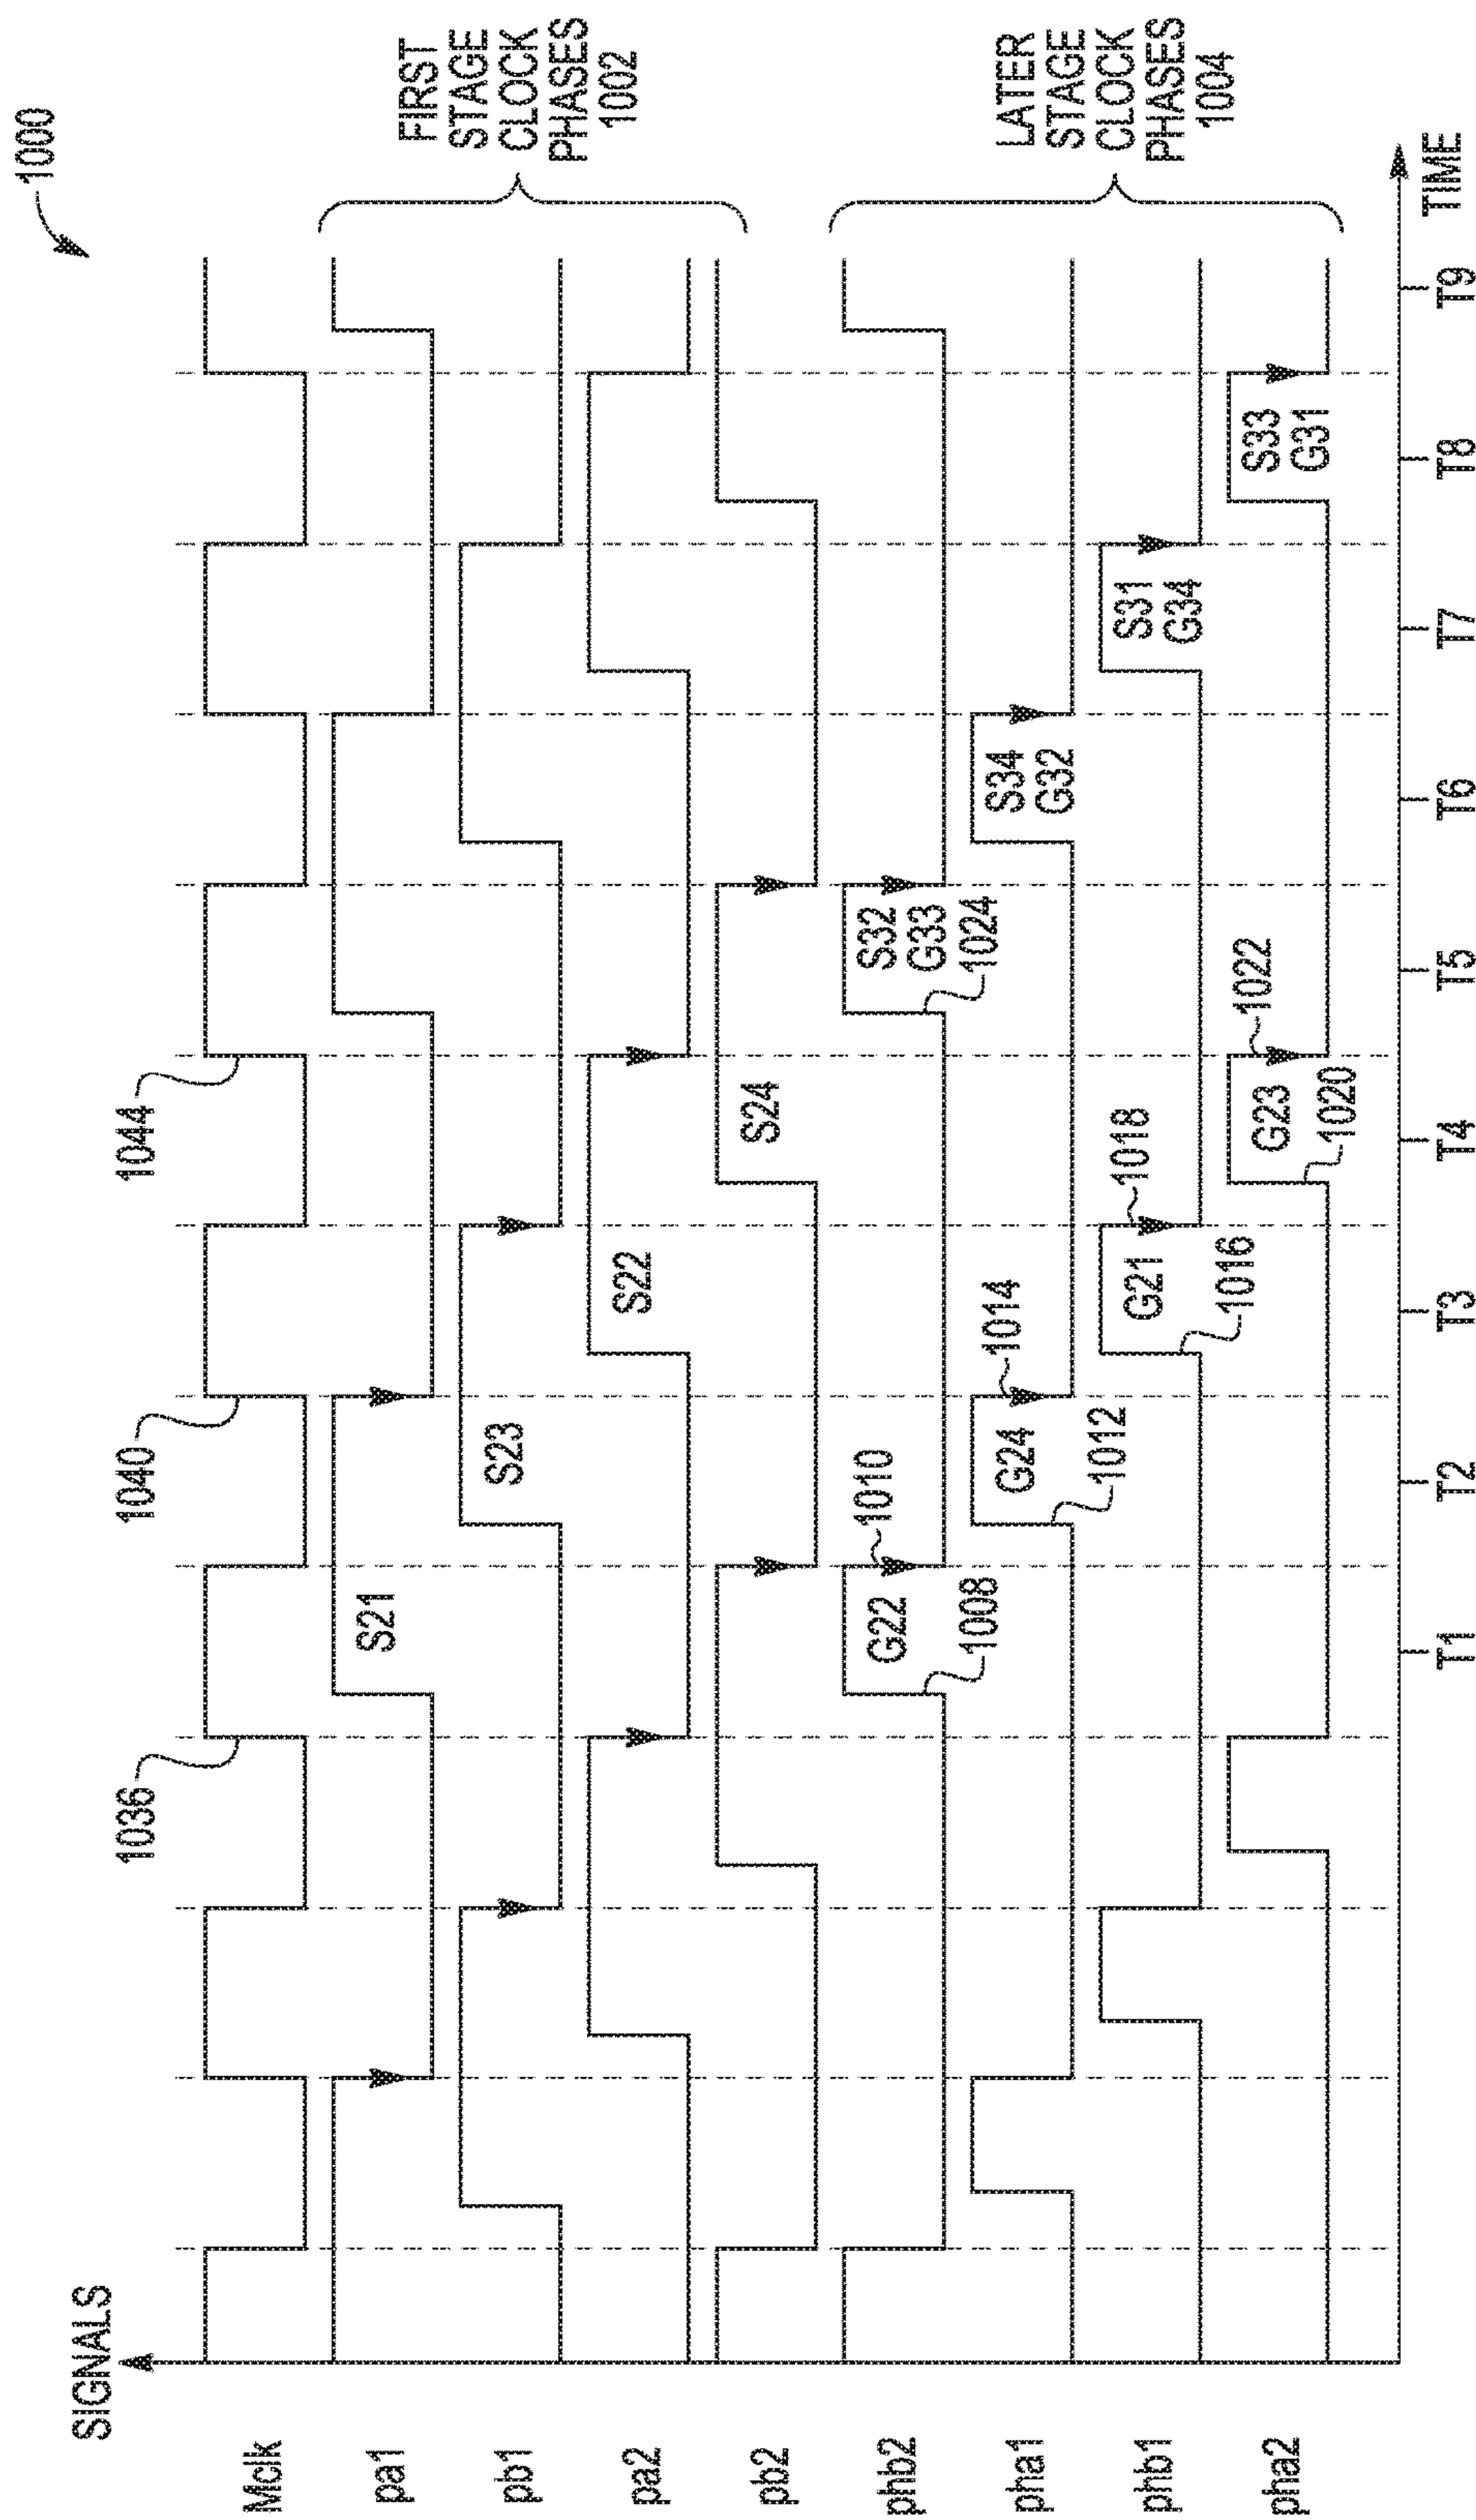 1000
SIGNALS
Mclk
1036
1040
1044
pa1
S21
FIRST
STAGE
CLOCK
PHASES
1002
pb1
S23
pa2
S22
pb2
S24
phb2
G22
1008
1010
S32
G33
1024
LATER
STAGE
CLOCK
PHASES
1004
pha1
G24
1012
1014
S34
G32
phb1
G21
1016
1018
S31
G34
pha2
G23
1020
1022
S33
G31
T1
T2
T3
T4
T5
T6
T7
T8
T9
TIME